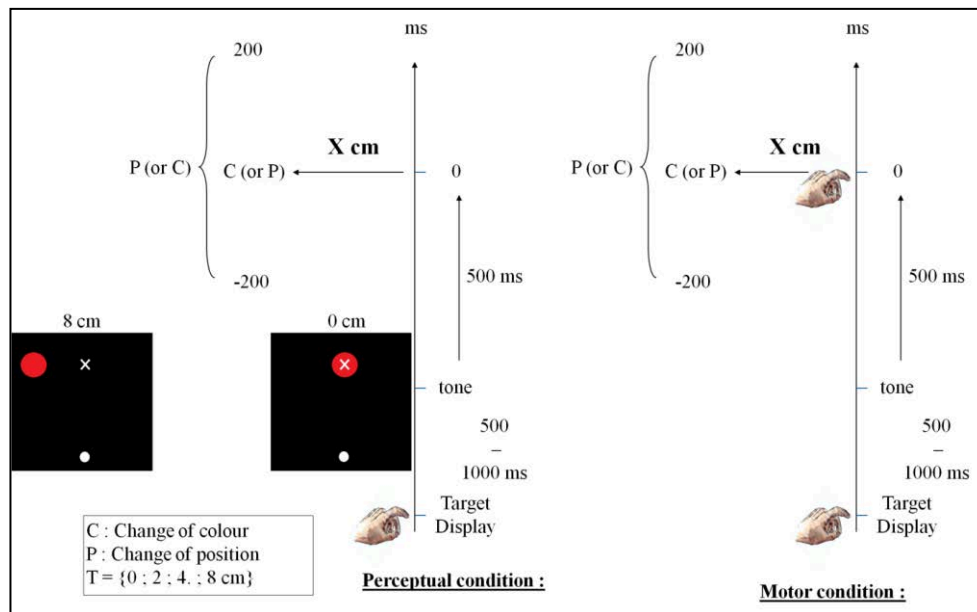 ms
200
X cm
P (or C)
C (or P)
0
-200
500 ms
8 cm
0 cm
×
×
tone
500
–
1000 ms
Target
Display
C : Change of colour
P : Change of position
T = {0 ; 2 ; 4. ; 8 cm}
Perceptual condition :
ms
200
X cm
P (or C)
C (or P)
0
-200
500 ms
tone
500
–
1000 ms
Target
Display
Motor condition :